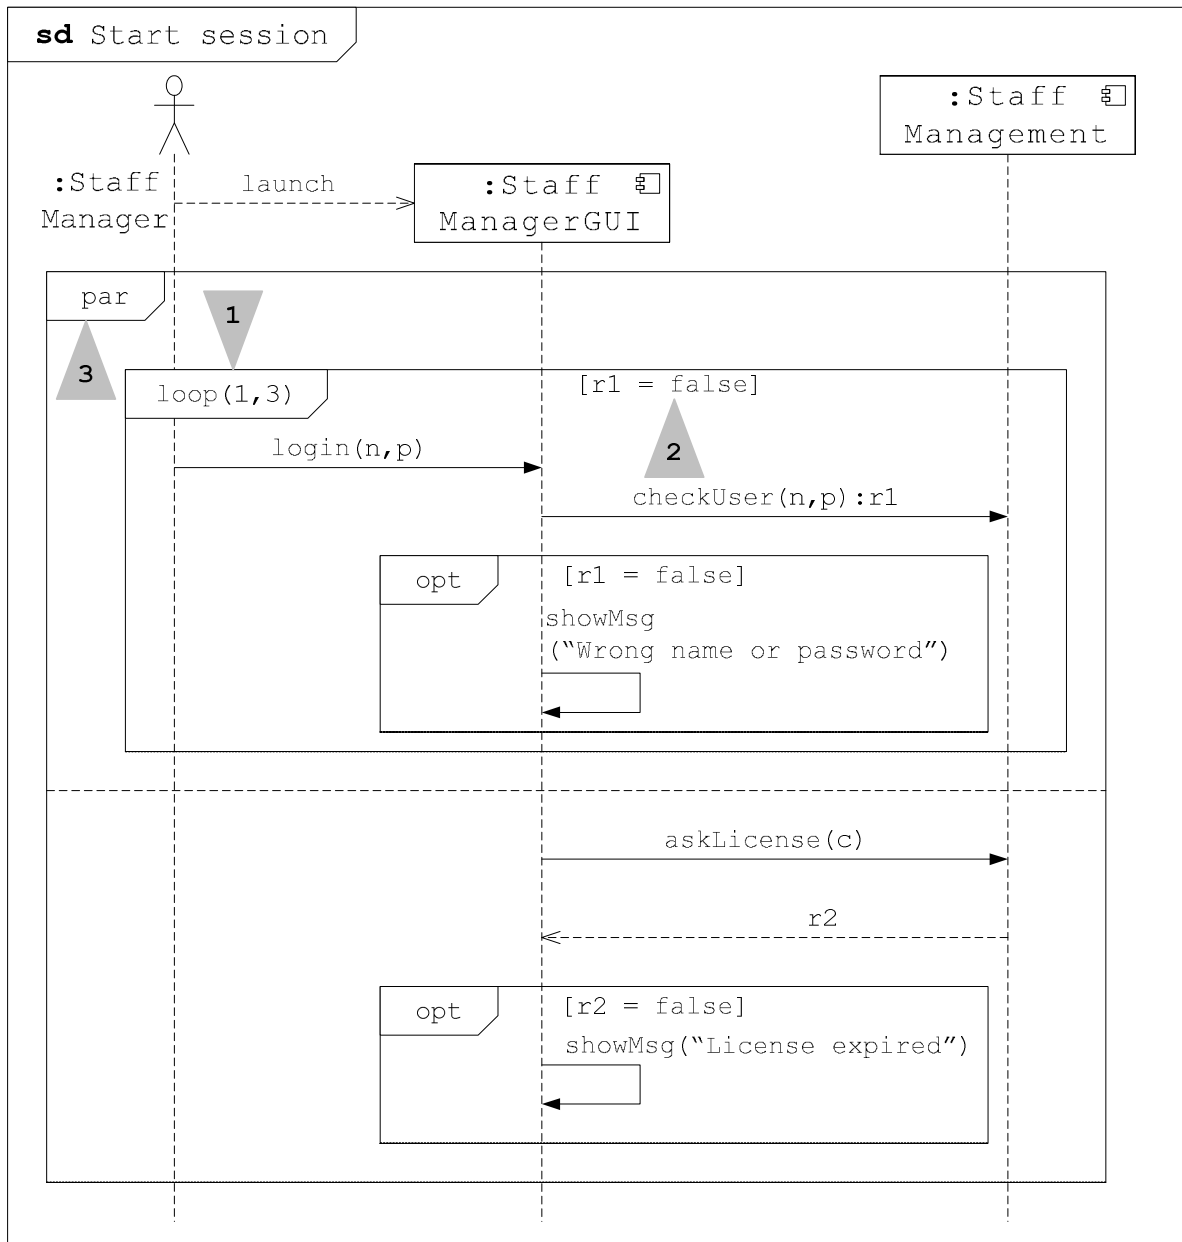 sd Start session
:Staff
Management
:Staff
Manager
launch
:Staff
ManagerGUI
par
1
3
loop(1,3)
[r1 = false]
login(n,p)
2
checkUser(n,p):r1
opt
[r1 = false]
showMsg
(“Wrong name or password”)
askLicense(c)
r2
opt
[r2 = false]
showMsg(“License expired”)